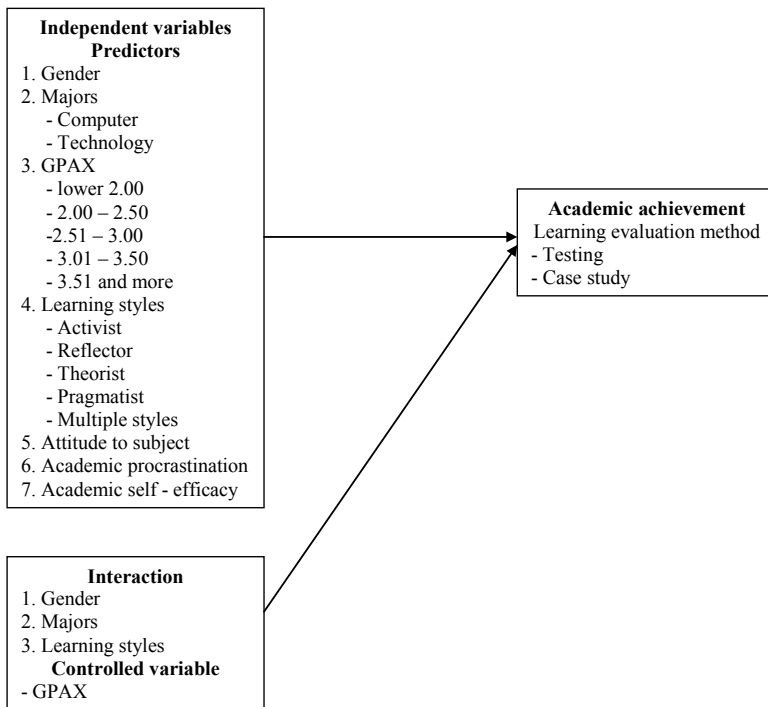 Independent variables
Predictors
1. Gender
2. Majors
- Computer
- Technology
3. GPAX
- lower 2.00
- 2.00 – 2.50
-2.51 – 3.00
- 3.01 – 3.50
- 3.51 and more
4. Learning styles
- Activist
- Reflector
- Theorist
- Pragmatist
- Multiple styles
5. Attitude to subject
6. Academic procrastination
7. Academic self - efficacy
Academic achievement
Learning evaluation method
- Testing
- Case study
Interaction
1. Gender
2. Majors
3. Learning styles
Controlled variable
- GPAX